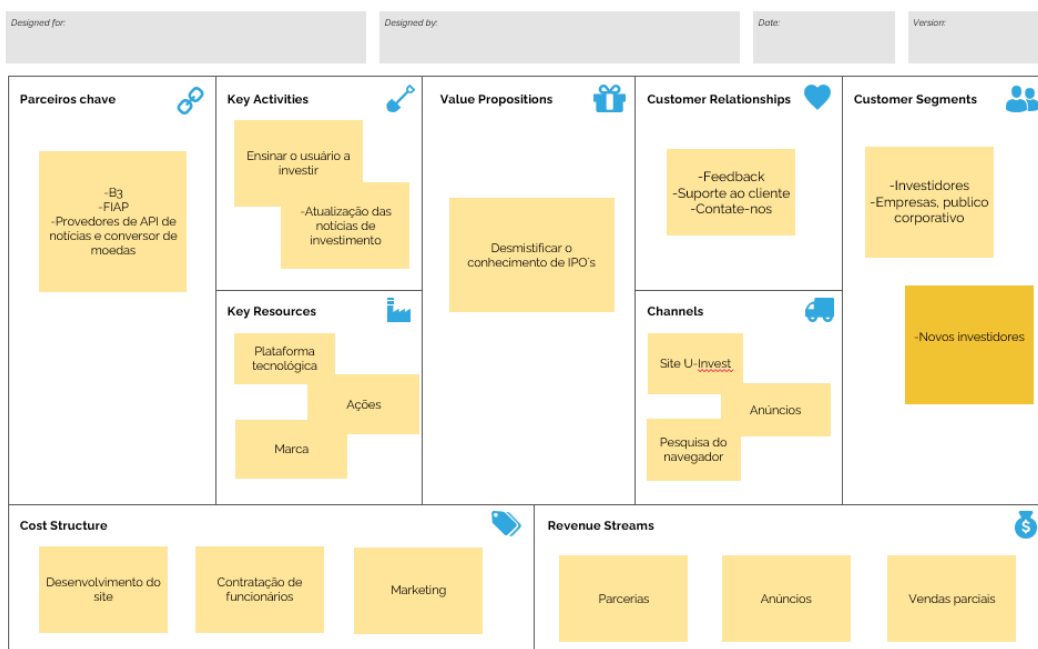 Designed for:
Designed by:
Date:
Version:
Parceiros chave
-B3
-FIAP
-Provedores de API de
notícias e conversor de
moedas
Key Activities
Ensinar o usuário a
investir
-Atualização das
notícias de
investimento
Key Resources
Plataforma
tecnológica
Ações
Marca
Value Propositions
Desmistificar o
conhecimento de IPO's
Customer Relationships
-Feedback
-Suporte ao cliente
-Contate-nos
Channels
Site U-Invest
Anúncios
Pesquisa do
navegador
Customer Segments
-Investidores
-Empresas, publico
corporativo
-Novos investidores
Cost Structure
Desenvolvimento do
site
Contratação de
funcionários
Marketing
Revenue Streams
Parcerias
Anúncios
Vendas parciais